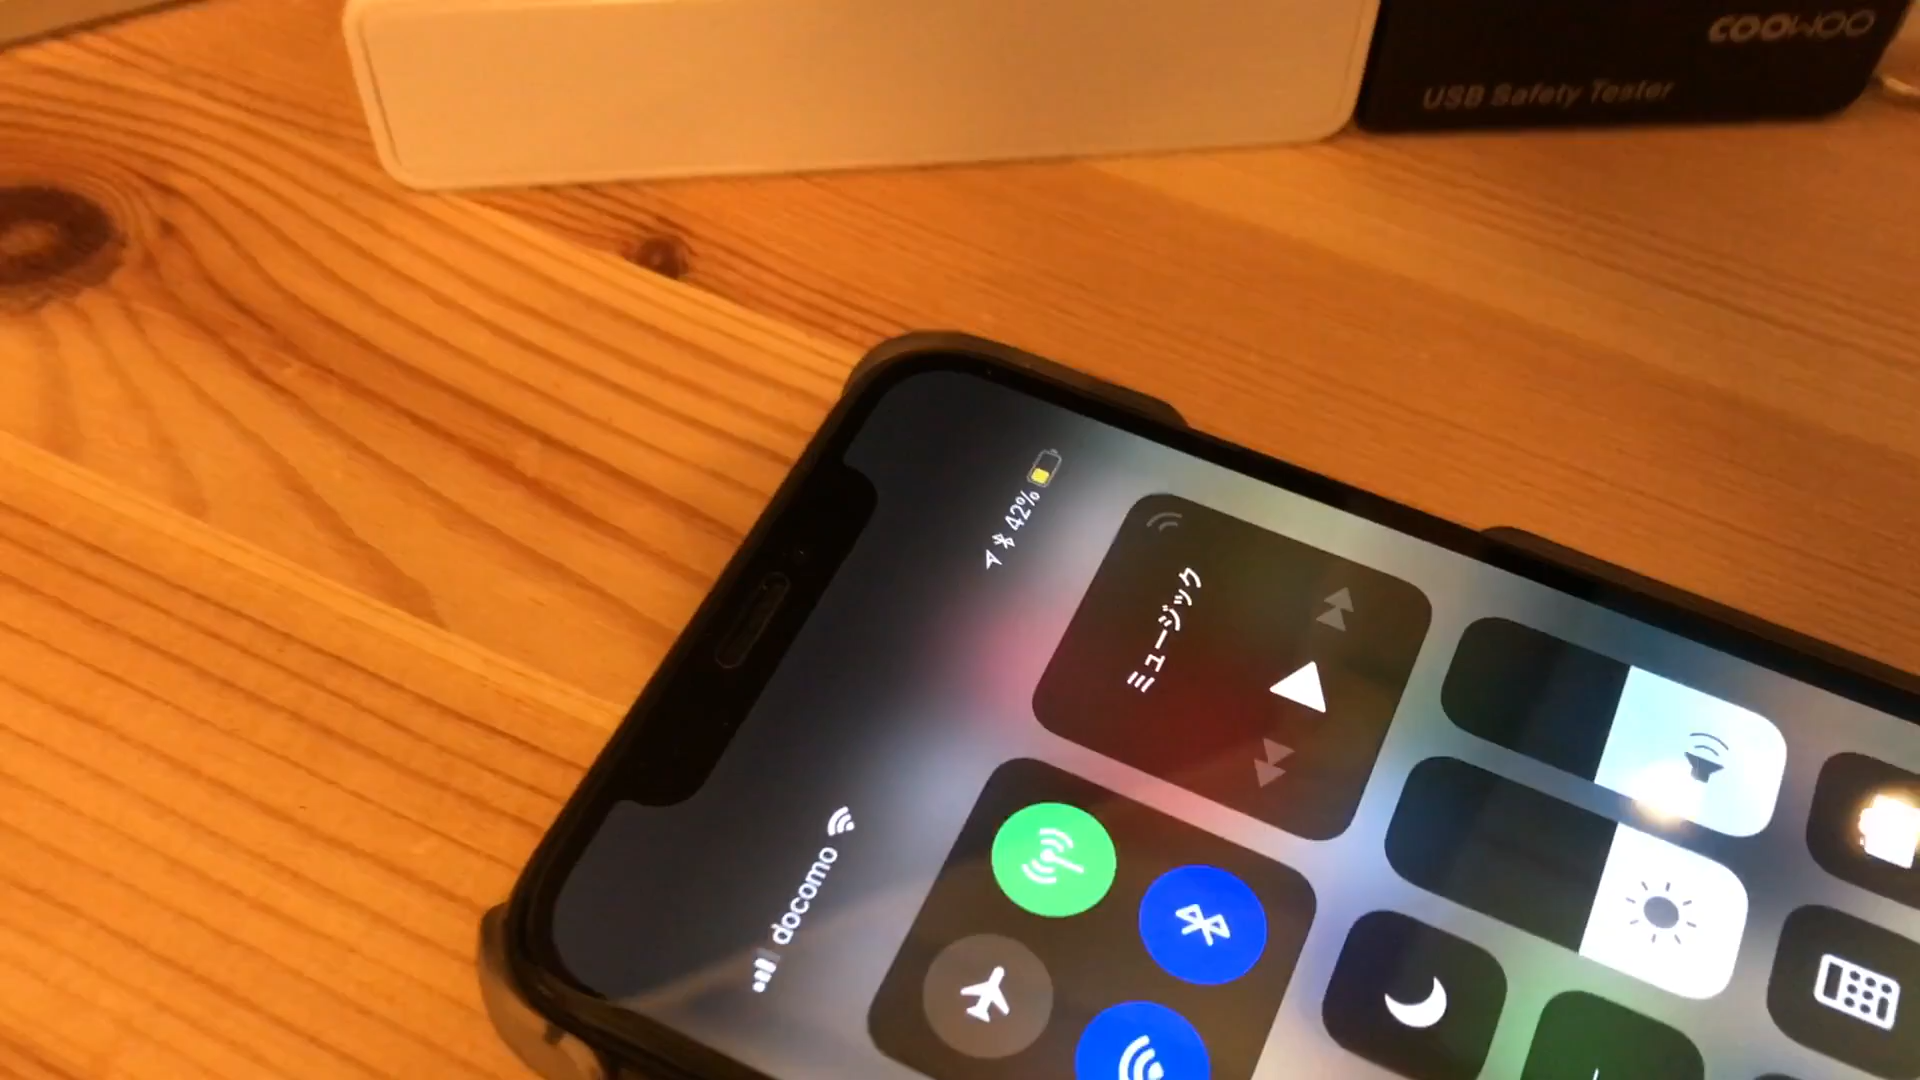 COOWOO
USB Safety Tester
docomo
42%
ミュージック